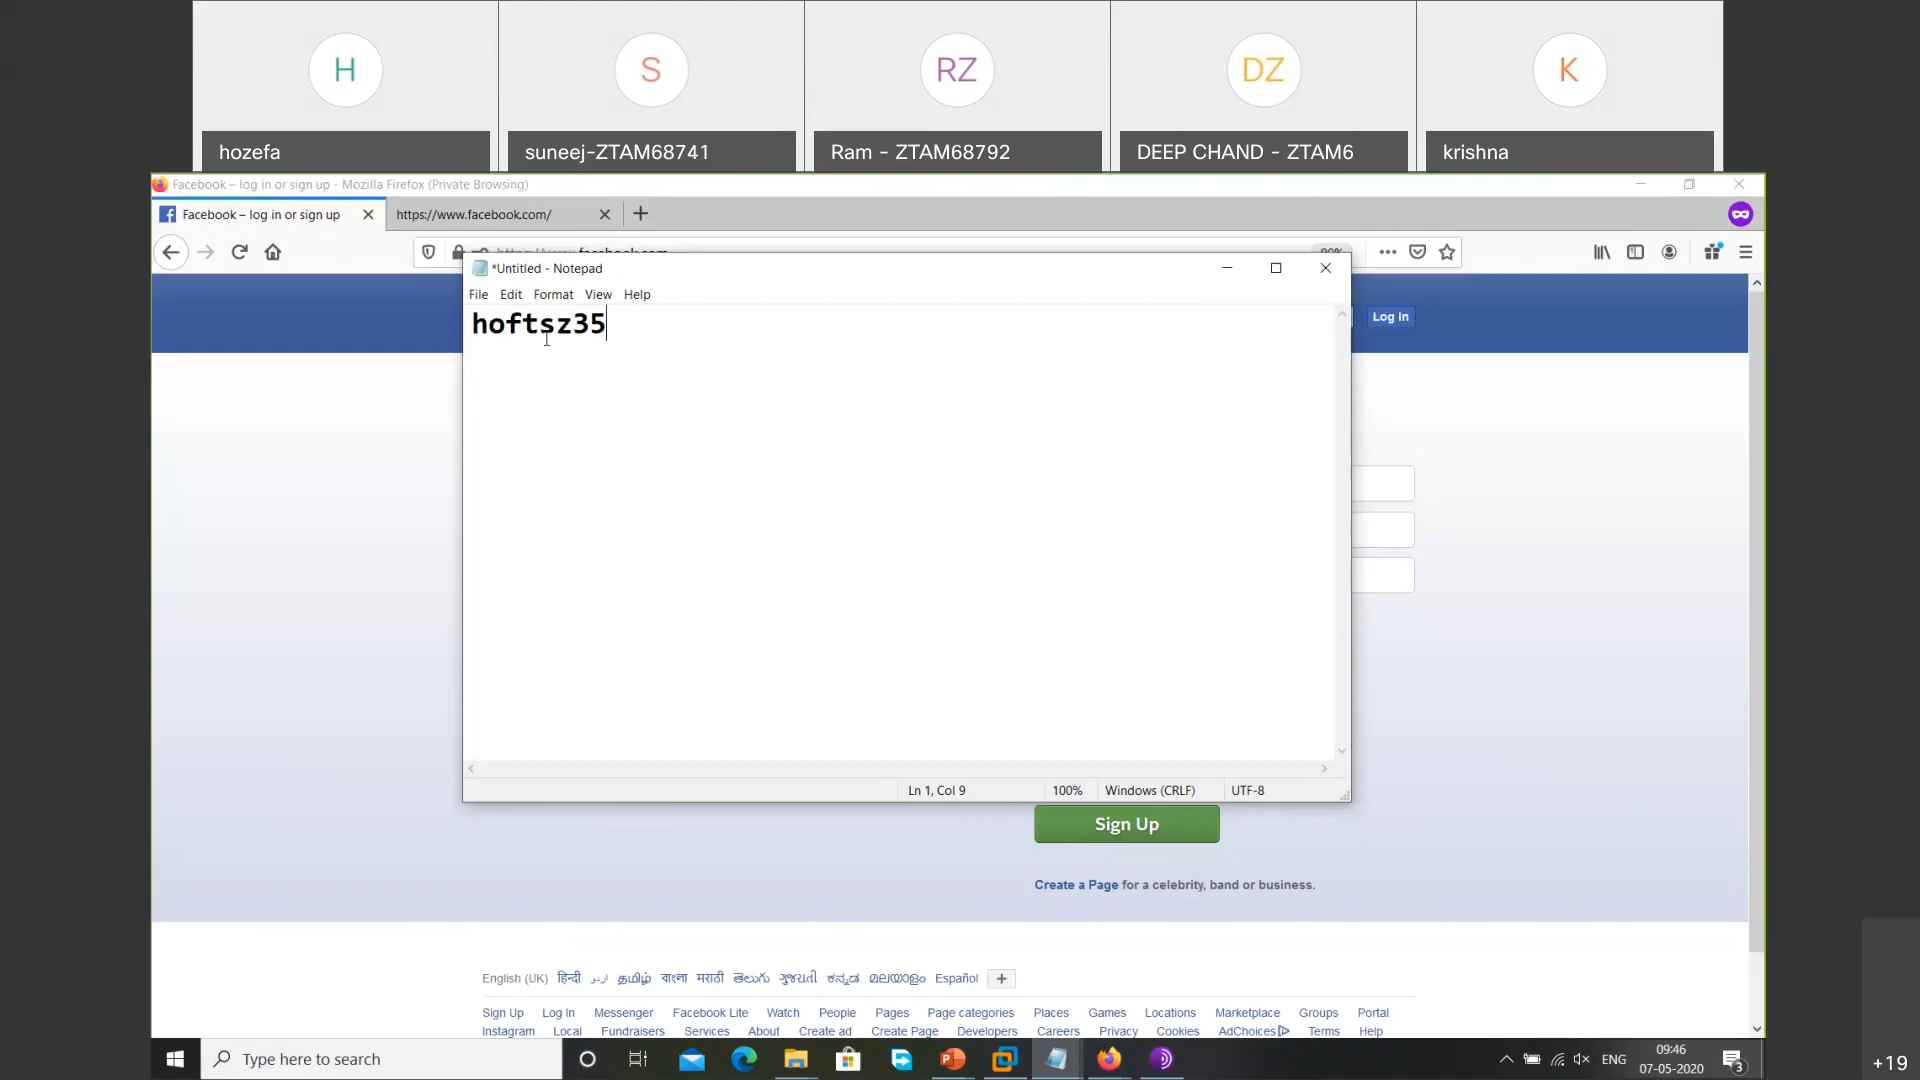 H
S
RZ
DZ
K
hozefa
suneej-ZTAM68741
Ram - ZTAM68792
DEEP CHAND - ZTAM6
krishna
Facebook – log in or sign up - Mozilla Firefox (Private Browsing)
Facebook – log in or sign up
https://www.facebook.com/
*Untitled - Notepad
File Edit Format View Help
hoftsz35
Log In
Ln 1, Col 9
100%
Windows (CRLF)
UTF-8
Sign Up
Create a Page for a celebrity, band or business.
English (UK) हिन्दी اردو தமிழ் বাংলা मराठी తెలుగు ગુજરાતી ಕನ್ನಡ മലയാളം Español +
Sign Up Log In Messenger Facebook Lite Watch People Pages Page categories Places Games Locations Marketplace Groups Portal
Instagram Local Fundraisers Services About Create ad Create Page Developers Careers Privacy Cookies AdChoices Terms Help
Type here to search
ENG
09:46
07-05-2020
3
+19